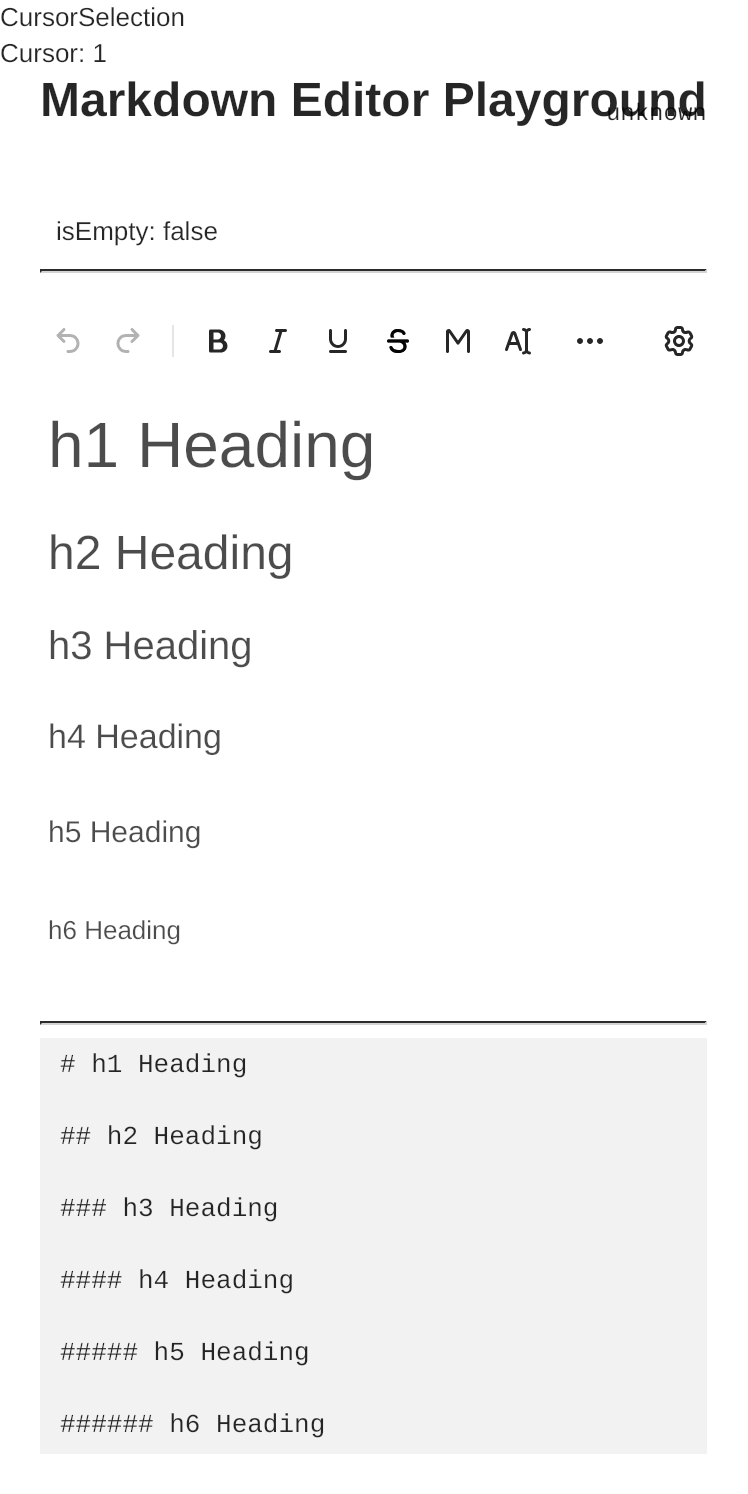 CursorSelection
Cursor: 1
Markdown Editor Playground
unknown
isEmpty: false
h1 Heading
h2 Heading
h3 Heading
h4 Heading
h5 Heading
h6 Heading
# h1 Heading
## h2 Heading
### h3 Heading
#### h4 Heading
##### h5 Heading
###### h6 Heading